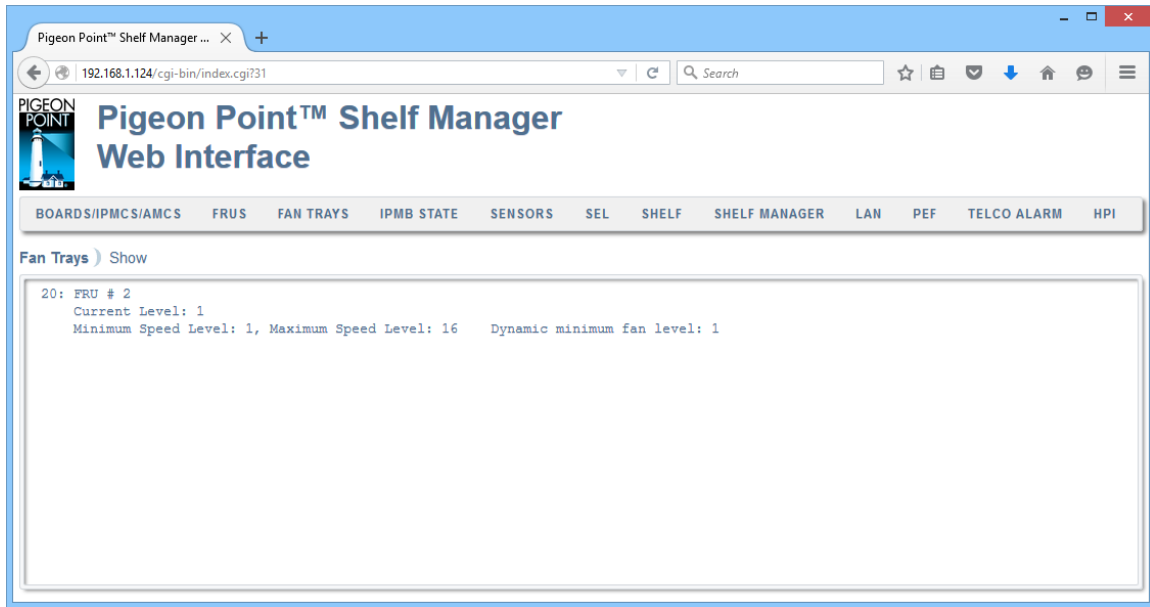 Pigeon Point™ Shelf Manager ...
192.168.1.124/cgi-bin/index.cgi?31
Search
PIGEON
POINT
Pigeon Point™ Shelf Manager
Web Interface
BOARDS/IPMCS/AMCS FRUS FAN TRAYS IPMB STATE SENSORS SEL SHELF SHELF MANAGER LAN PEF TELCO ALARM HPI
Fan Trays ) Show
20: FRU # 2
Current Level: 1
Minimum Speed Level: 1, Maximum Speed Level: 16 Dynamic minimum fan level: 1